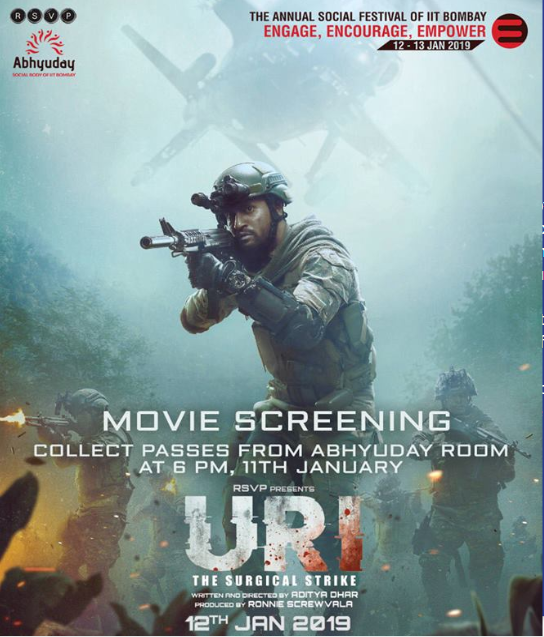 RSVP
Abhyuday
SOCIAL BODY OF IIT BOMBAY
THE ANNUAL SOCIAL FESTIVAL OF IIT BOMBAY
ENGAGE, ENCOURAGE, EMPOWER
12 - 13 JAN 2019
MOVIE SCREENING
COLLECT PASSES FROM ABHYUDAY ROOM
AT 6 PM, 11TH JANUARY
RSVP PRESENTS
URI
THE SURGICAL STRIKE
WRITTEN AND DIRECTED BY ADITYA DHAR
PRODUCED BY RONNIE SCREWVALA
12TH JAN 2019